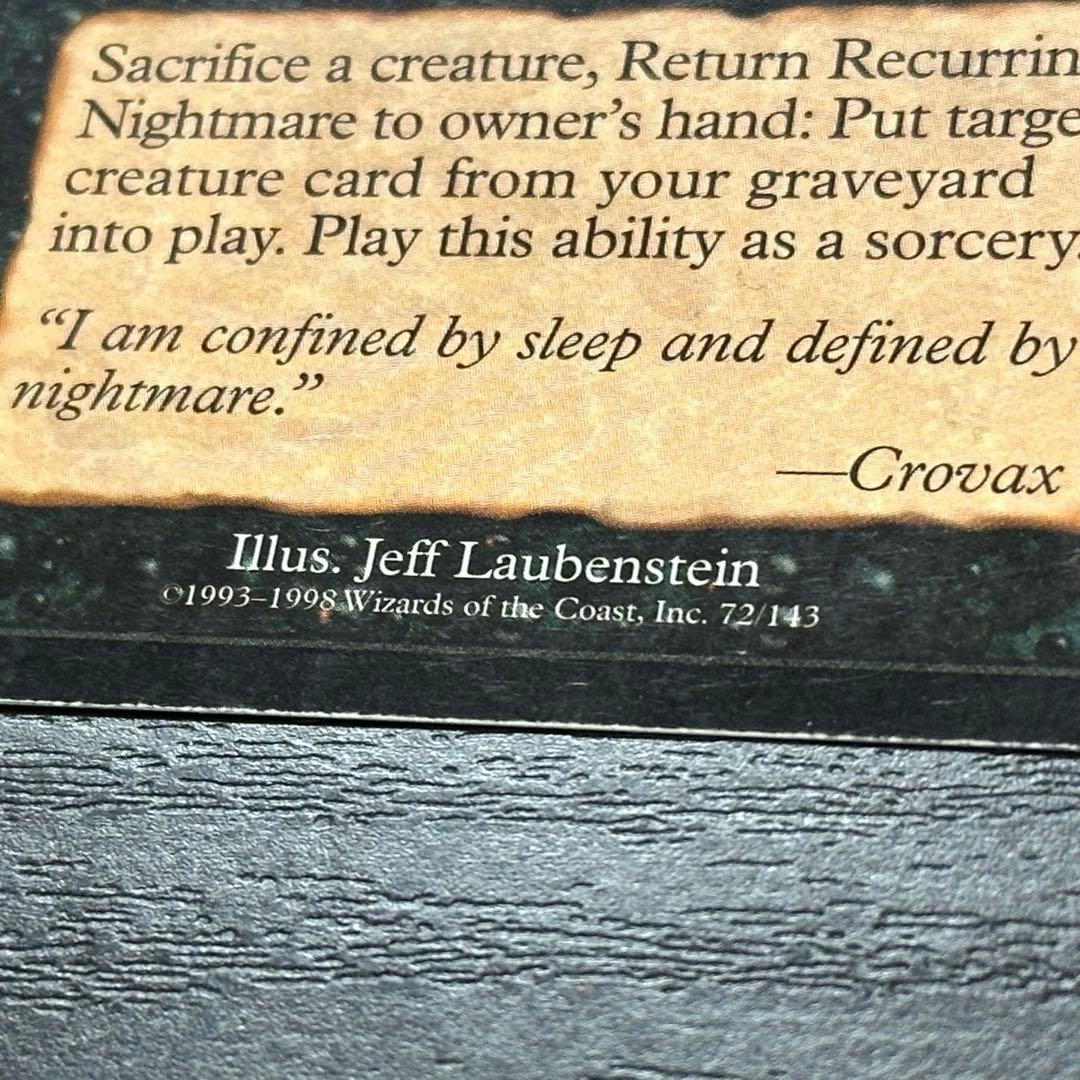 Sacrifice a creature, Return Recurrin
Nightmare to owner's hand: Put targe
creature card from your graveyard
into play. Play this ability as a sorcery.
“I am confined by sleep and defined by
nightmare.”
—Crovax
Illus. Jeff Laubenstein
©1993–1998 Wizards of the Coast, Inc. 72/143